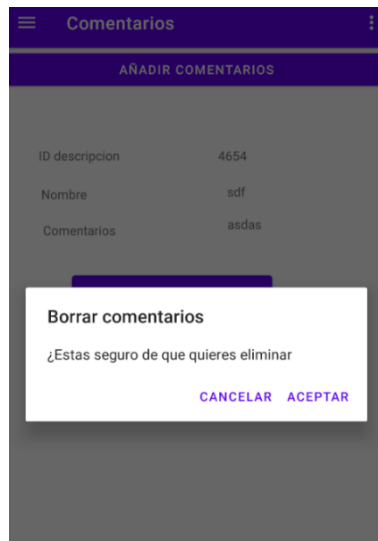 Comentarios
AÑADIR COMENTARIOS
ID descripcion 4654
Nombre sdf
Comentarios asdas
Borrar comentarios
¿Estas seguro de que quieres eliminar
CANCELAR ACEPTAR